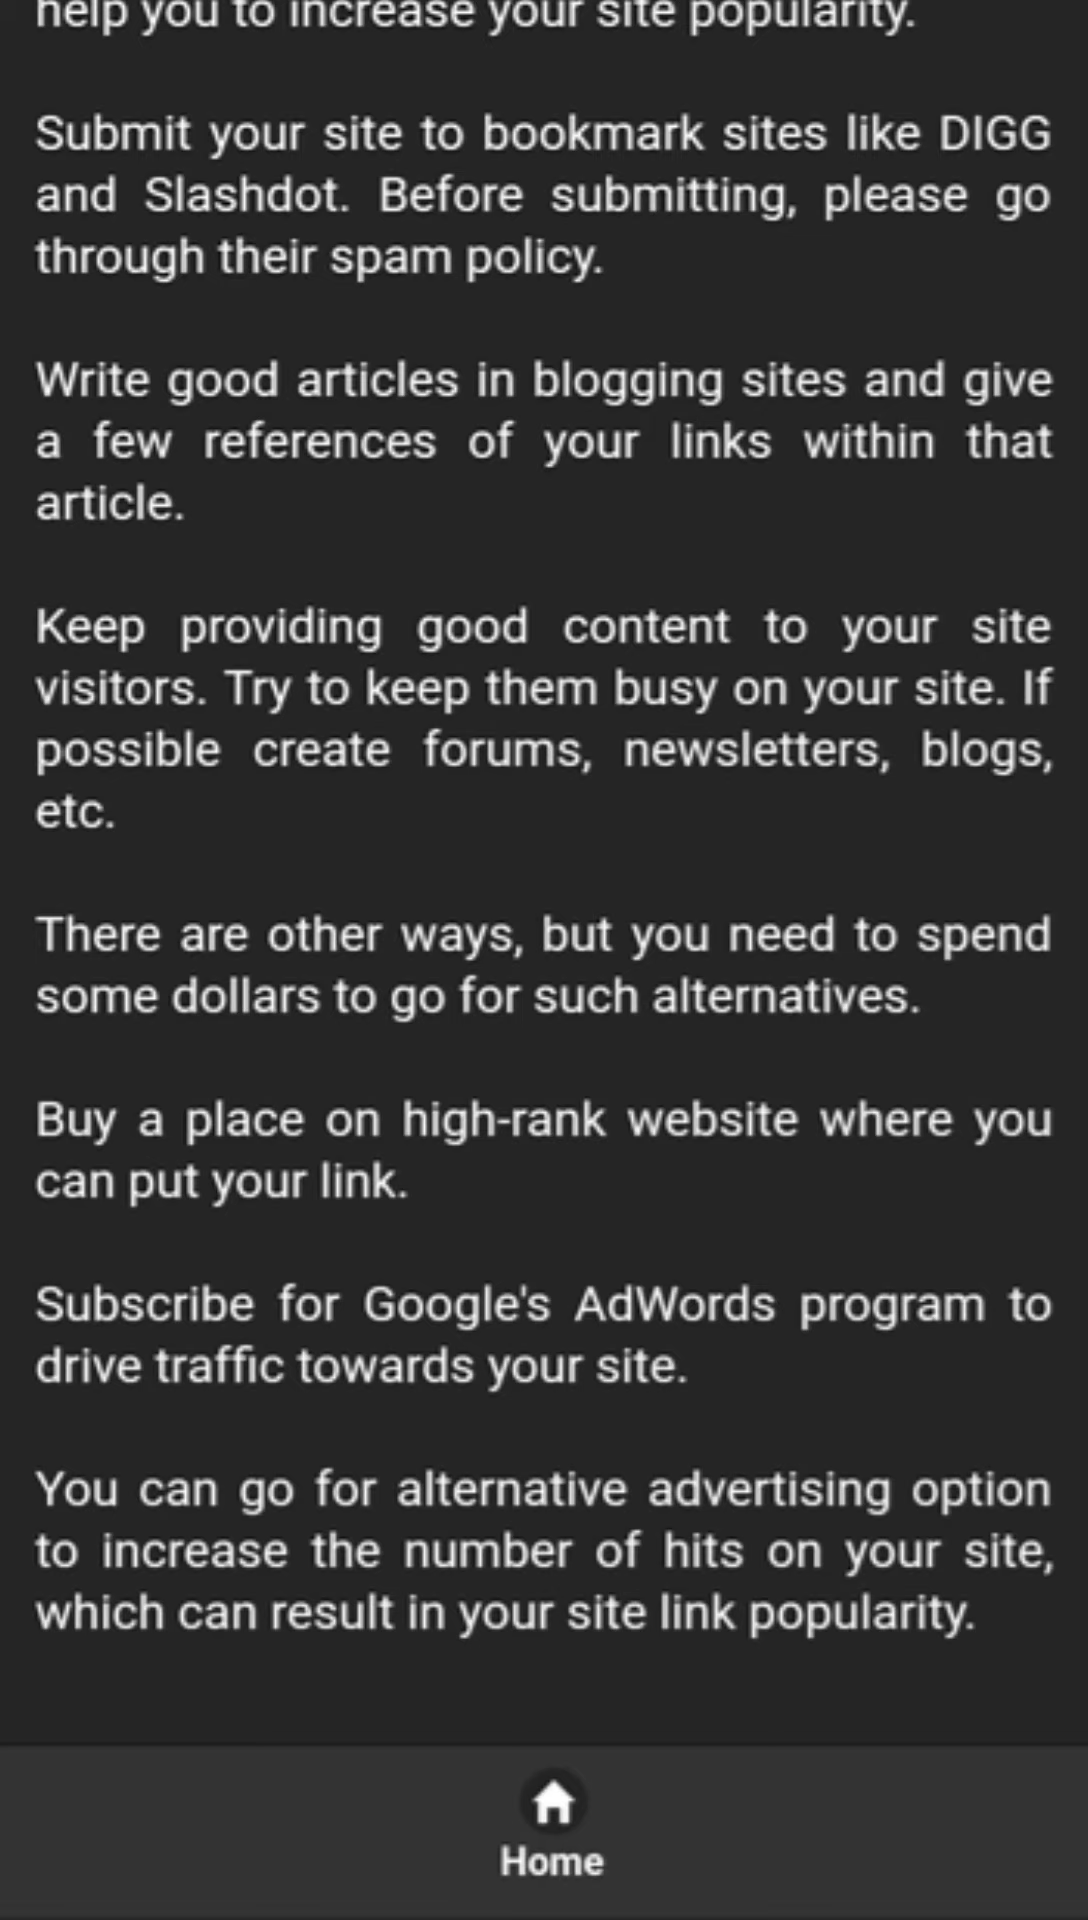 help you to increase your site popularity.
Submit your site to bookmark sites like DIGG
and Slashdot. Before submitting, please go
through their spam policy.
Write good articles in blogging sites and give
a few references of your links within that
article.
Keep providing good content to your site
visitors. Try to keep them busy on your site. If
possible create forums, newsletters, blogs,
etc.
There are other ways, but you need to spend
some dollars to go for such alternatives.
Buy a place on high-rank website where you
can put your link.
Subscribe for Google's AdWords program to
drive traffic towards your site.
You can go for alternative advertising option
to increase the number of hits on your site,
which can result in your site link popularity.
Home